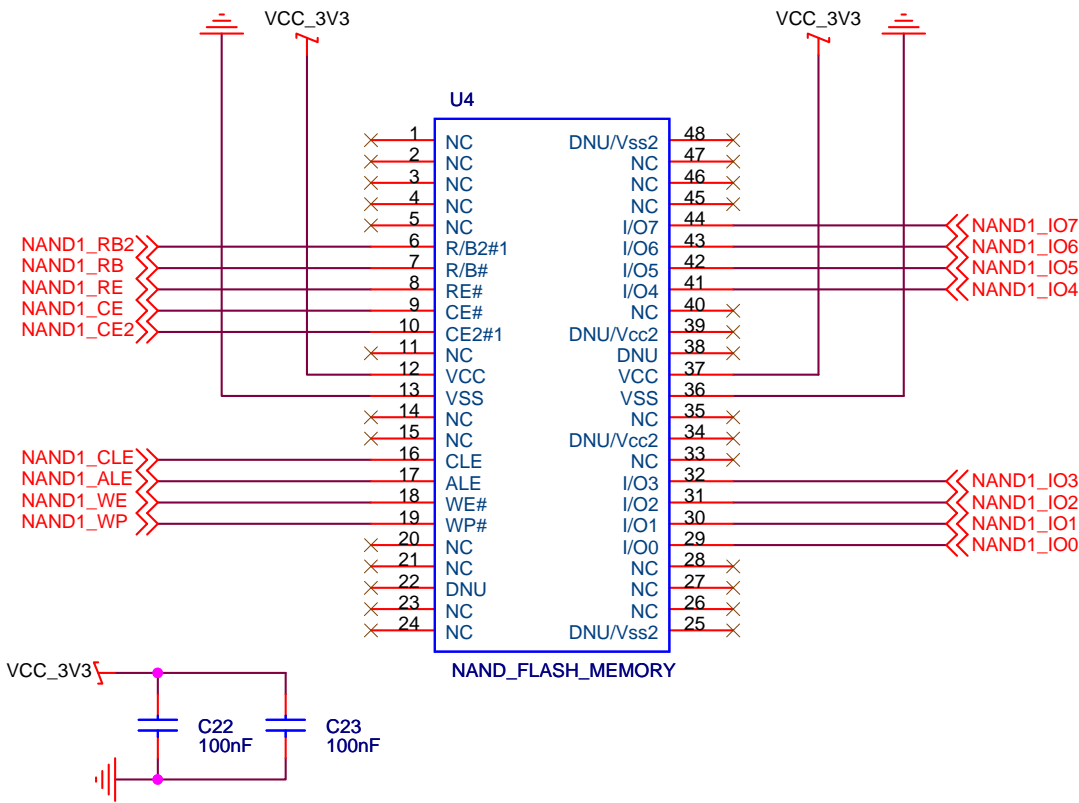 VCC_3V3
VCC_3V3
U4
1 NC
2 NC
3 NC
4 NC
5 NC
NAND1_RB2 6 R/B2#1
NAND1_RB 7 R/B#
NAND1_RE 8 RE#
NAND1_CE 9 CE#
NAND1_CE2 10 CE2#1
11 NC
12 VCC
13 VSS
14 NC
15 NC
NAND1_CLE 16 CLE
NAND1_ALE 17 ALE
NAND1_WE 18 WE#
NAND1_WP 19 WP#
20 NC
21 NC
22 DNU
23 NC
24 NC
DNU/Vss2 48
NC 47
NC 46
NC 45
I/O7 44 NAND1_IO7
I/O6 43 NAND1_IO6
I/O5 42 NAND1_IO5
I/O4 41 NAND1_IO4
NC 40
DNU/Vcc2 39
DNU 38
VCC 37
VSS 36
NC 35
DNU/Vcc2 34
NC 33
I/O3 32 NAND1_IO3
I/O2 31 NAND1_IO2
I/O1 30 NAND1_IO1
I/O0 29 NAND1_IO0
NC 28
NC 27
NC 26
DNU/Vss2 25
NAND_FLASH_MEMORY
VCC_3V3
C22
100nF
C23
100nF